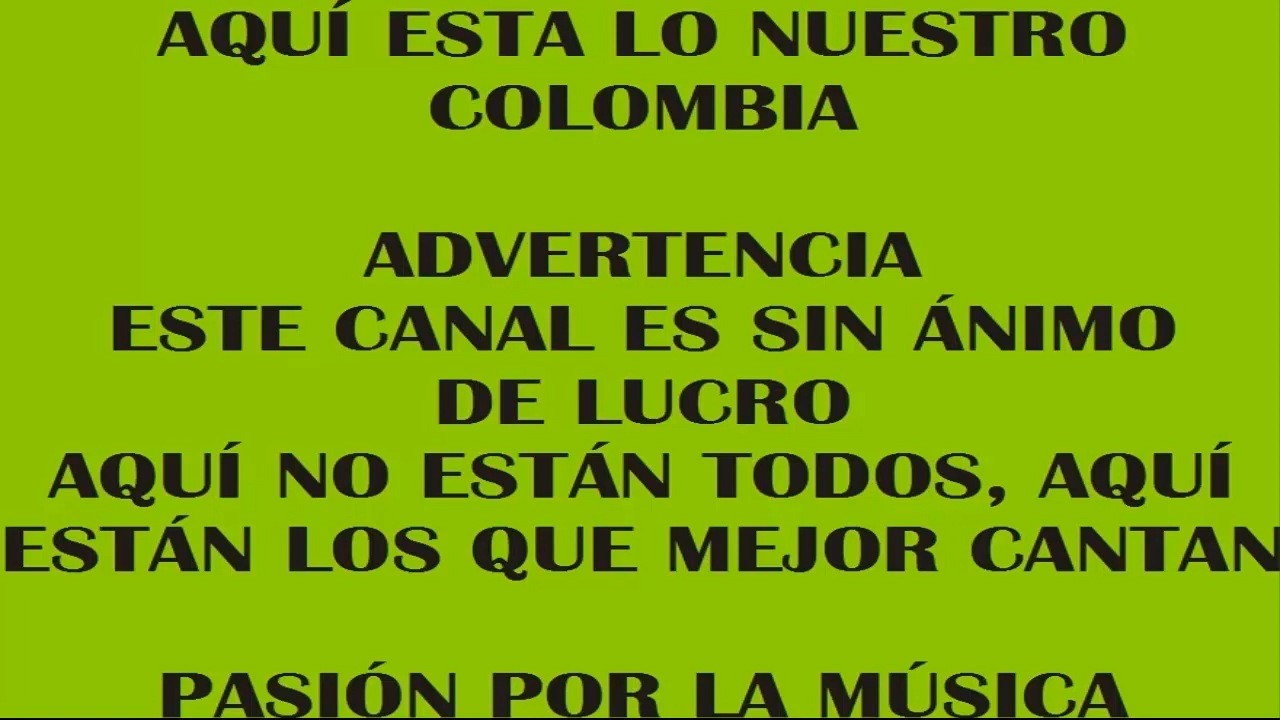 AQUÍ ESTA LO NUESTRO
COLOMBIA
ADVERTENCIA
ESTE CANAL ES SIN ÁNIMO
DE LUCRO
AQUÍ NO ESTÁN TODOS, AQUÍ
ESTÁN LOS QUE MEJOR CANTAN
PASIÓN POR LA MÚSICA